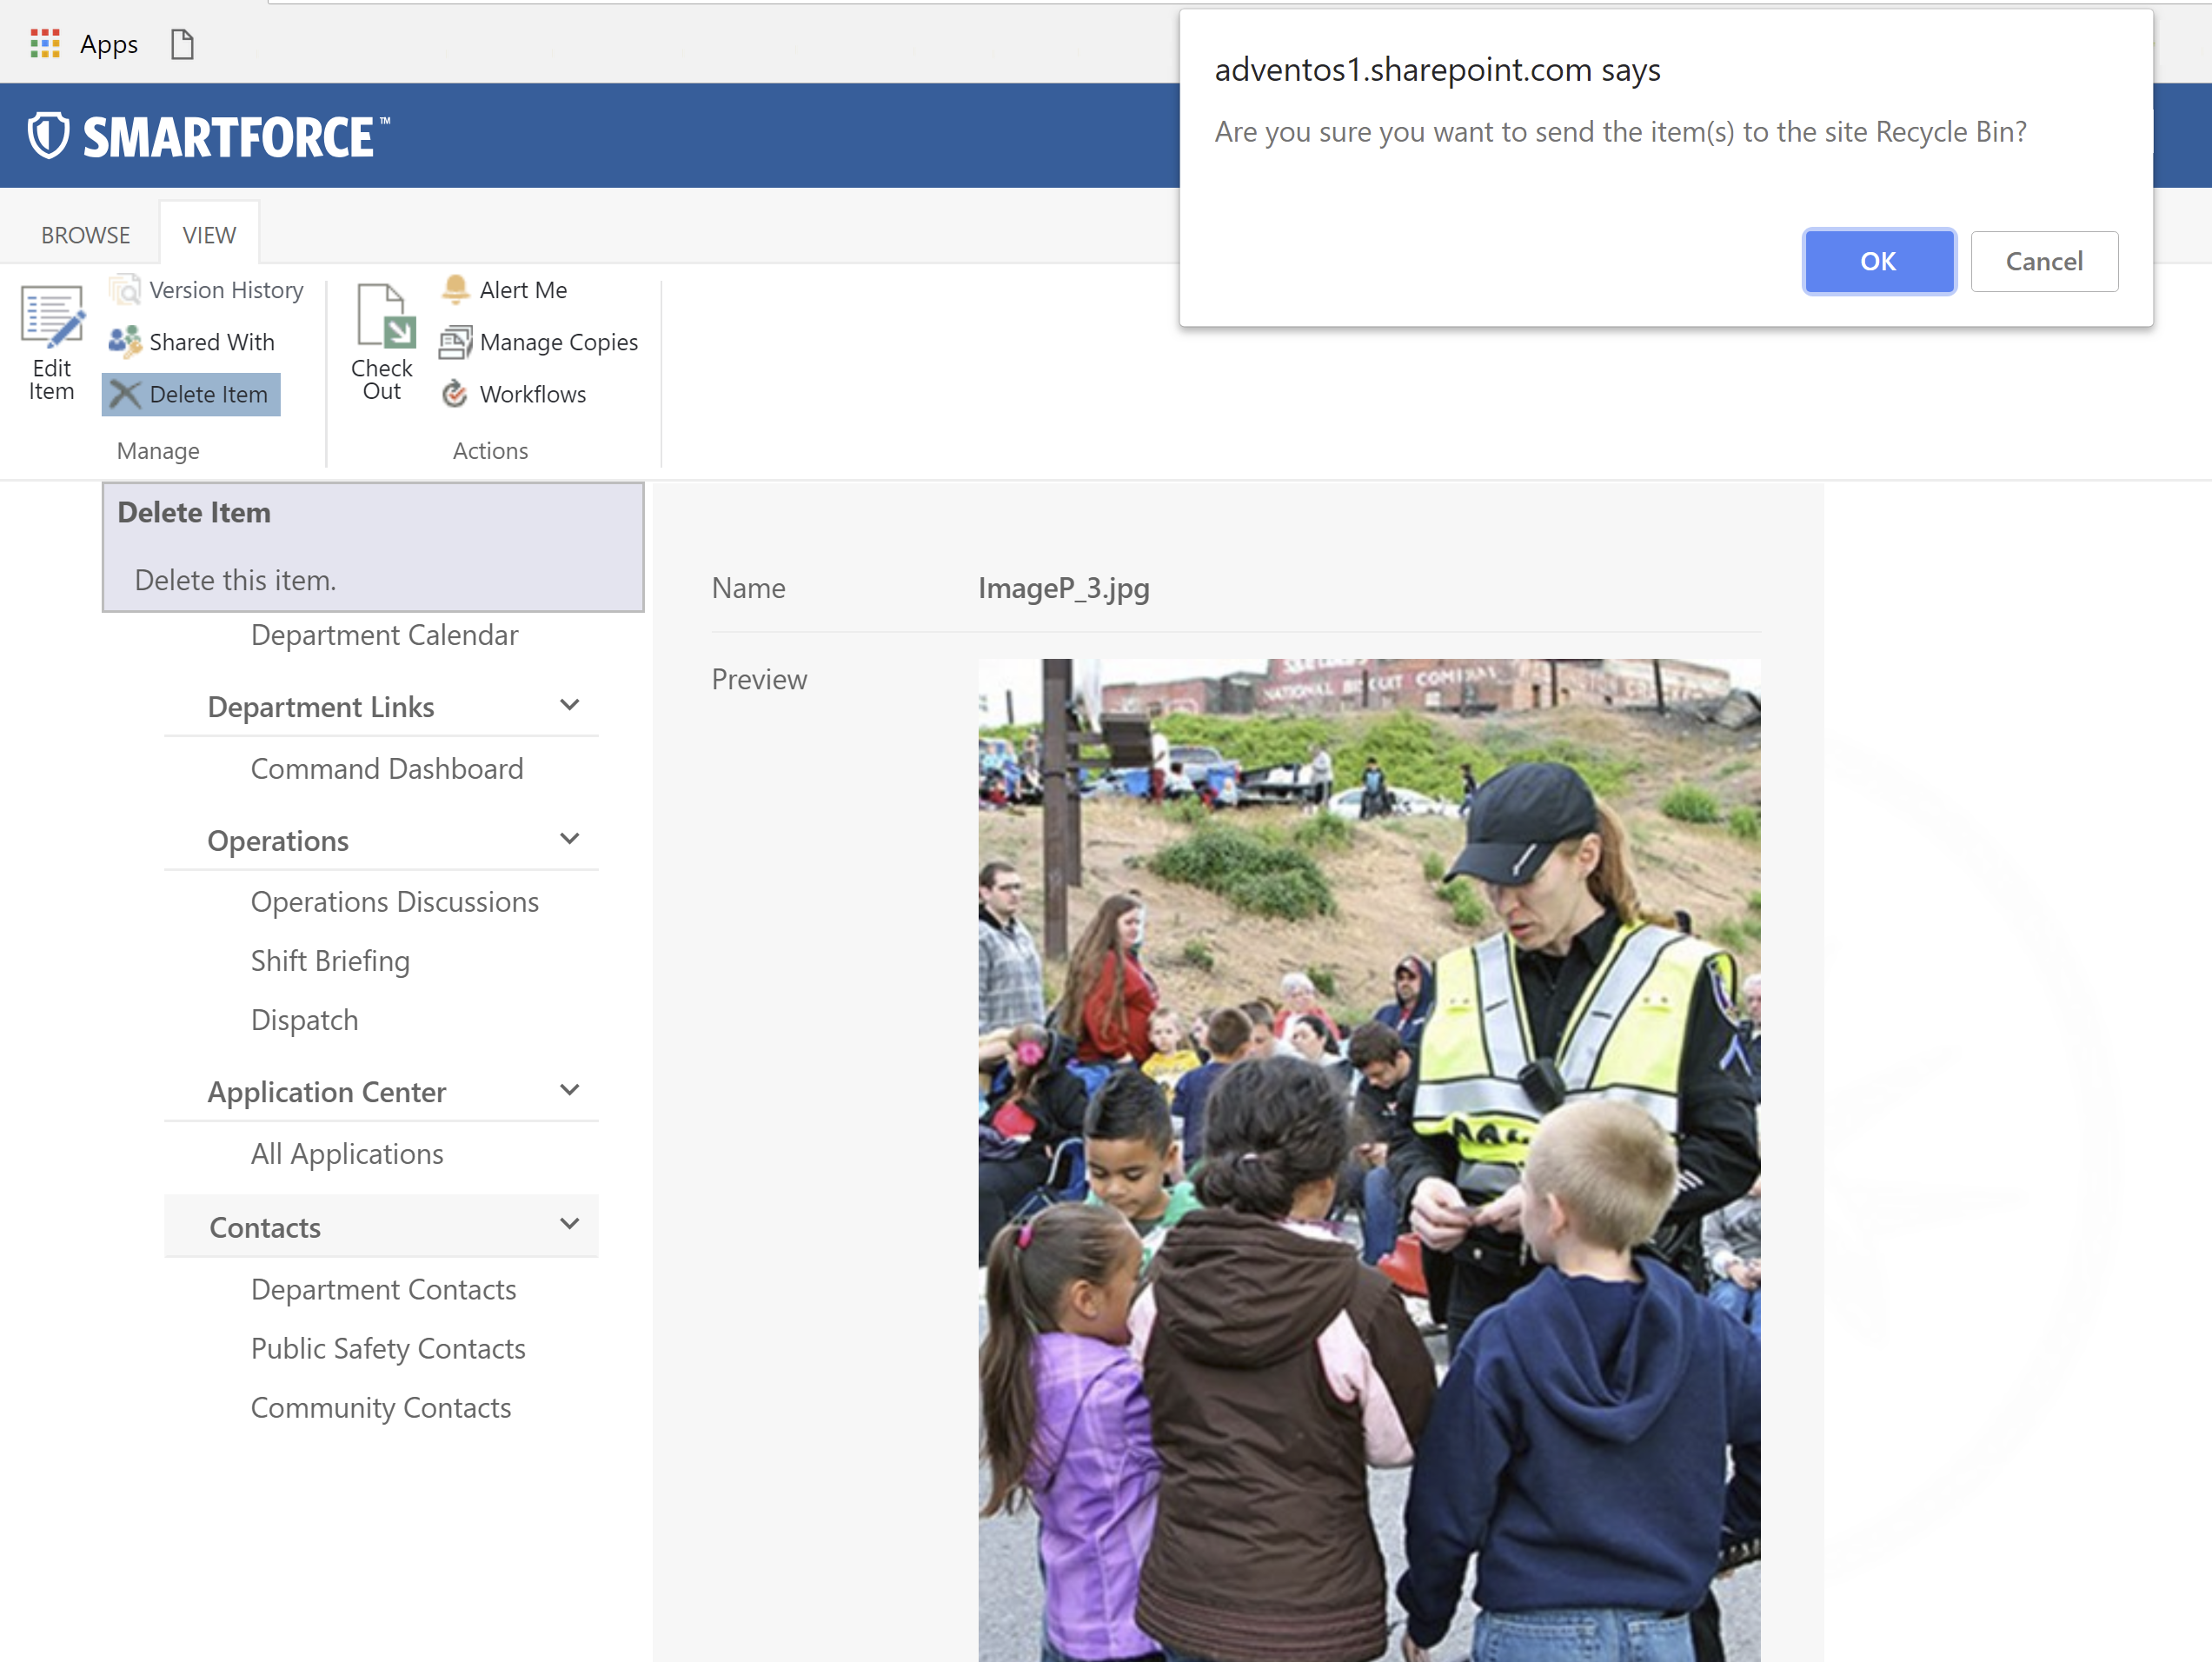 Apps
adventos1.sharepoint.com says
Are you sure you want to send the item(s) to the site Recycle Bin?
OK
Cancel
SMARTFORCE™
BROWSE
VIEW
Edit
Item
Version History
Shared With
Delete Item
Manage
Check
Out
Alert Me
Manage Copies
Workflows
Actions
Delete Item
Delete this item.
Department Calendar
Department Links
Command Dashboard
Operations
Operations Discussions
Shift Briefing
Dispatch
Application Center
All Applications
Contacts
Department Contacts
Public Safety Contacts
Community Contacts
Name
ImageP_3.jpg
Preview
NATIONAL BISCUIT COMPANY